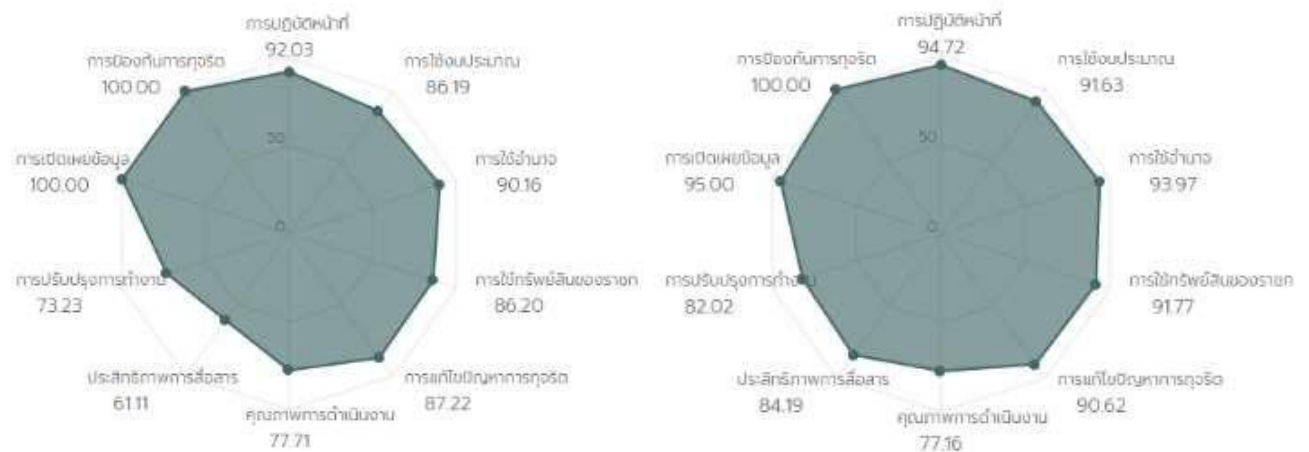 การปฏิบัติหน้าที่
92.03
การใช้งบประมาณ
86.19
การใช้อำนาจ
90.16
การใช้ทรัพย์สินของราชก
86.20
การแก้ไขปัญหาการทุจริต
87.22
คุณภาพการดำเนินงาน
77.71
ประสิทธิภาพการสื่อสาร
61.11
การปรับปรุงการทำงาน
73.23
การเปิดเผยข้อมูล
100.00
การป้องกันการทุจริต
100.00
50
0
การปฏิบัติหน้าที่
94.72
การใช้งบประมาณ
91.63
การใช้อำนาจ
93.97
การใช้ทรัพย์สินของราชก
91.77
การแก้ไขปัญหาการทุจริต
90.62
คุณภาพการดำเนินงาน
77.16
ประสิทธิภาพการสื่อสาร
84.19
การปรับปรุงการทำงาน
82.02
การเปิดเผยข้อมูล
95.00
การป้องกันการทุจริต
100.00
50
0